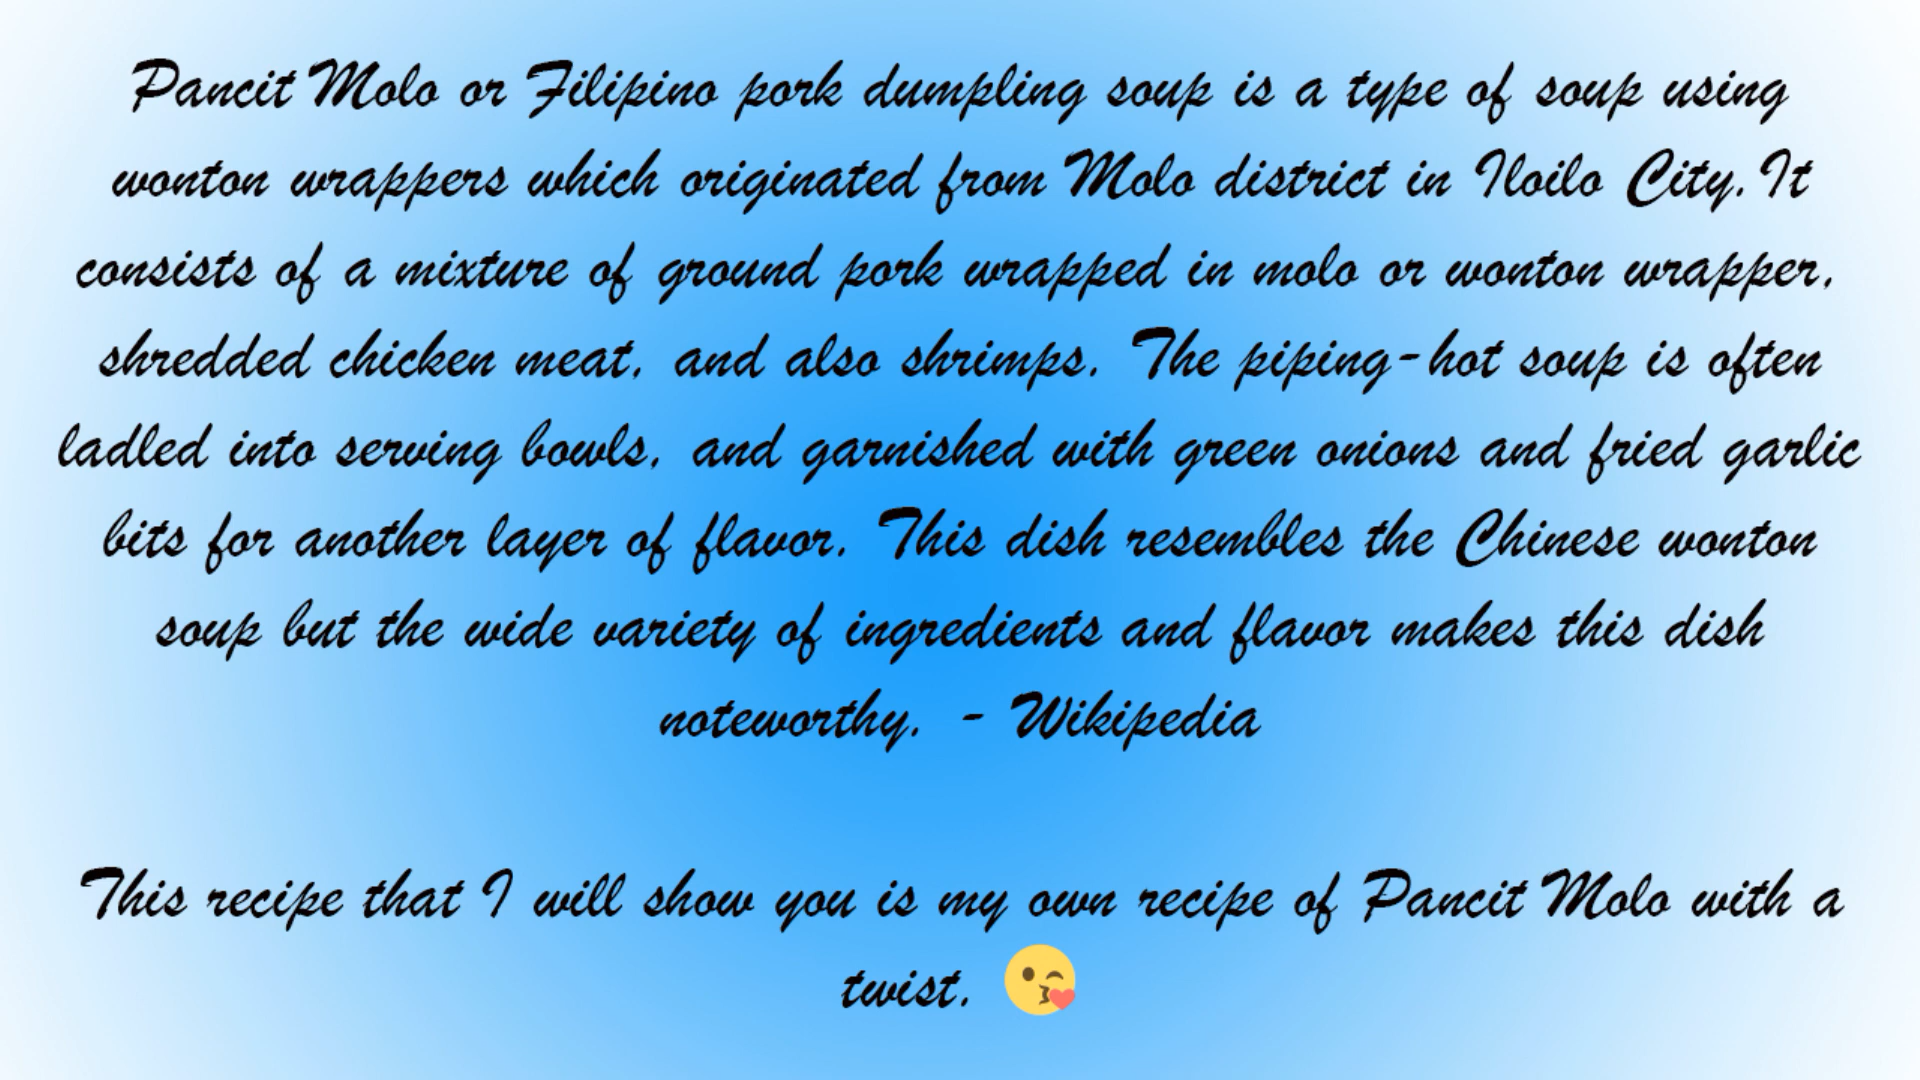 Pancit Molo or Filipino pork dumpling soup is a type of soup using
wonton wrappers which originated from Molo district in Iloilo City. It
consists of a mixture of ground pork wrapped in molo or wonton wrapper,
shredded chicken meat, and also shrimps. The piping-hot soup is often
ladled into serving bowls, and garnished with green onions and fried garlic
bits for another layer of flavor. This dish resembles the Chinese wonton
soup but the wide variety of ingredients and flavor makes this dish
noteworthy. - Wikipedia
This recipe that I will show you is my own recipe of Pancit Molo with a
twist. 😘